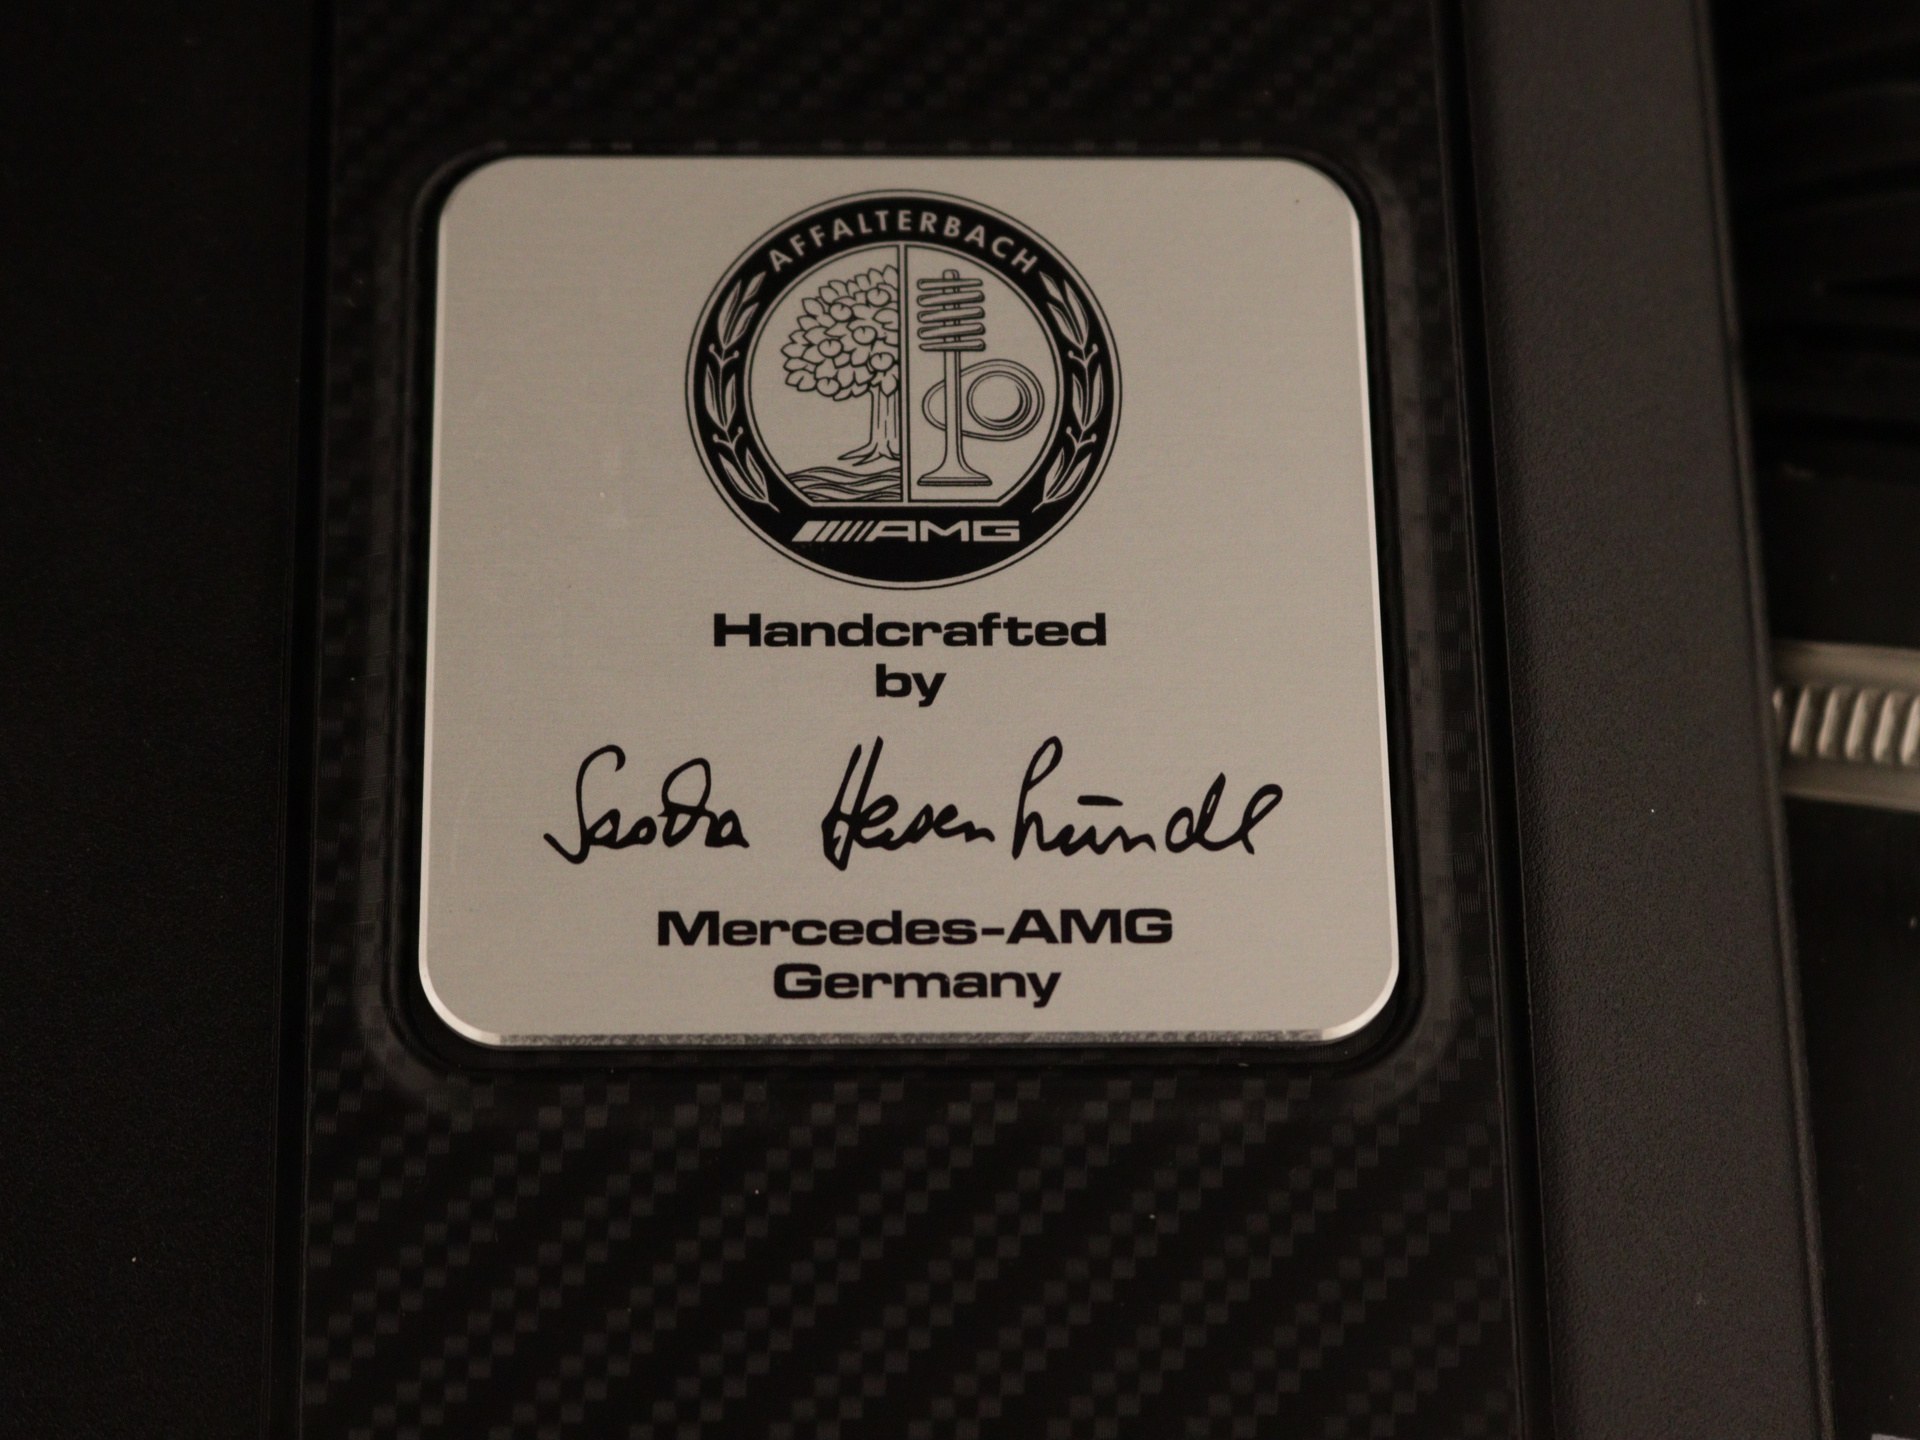 AFFALTERBACH
AMG
Handcrafted
by
Mercedes-AMG
Germany